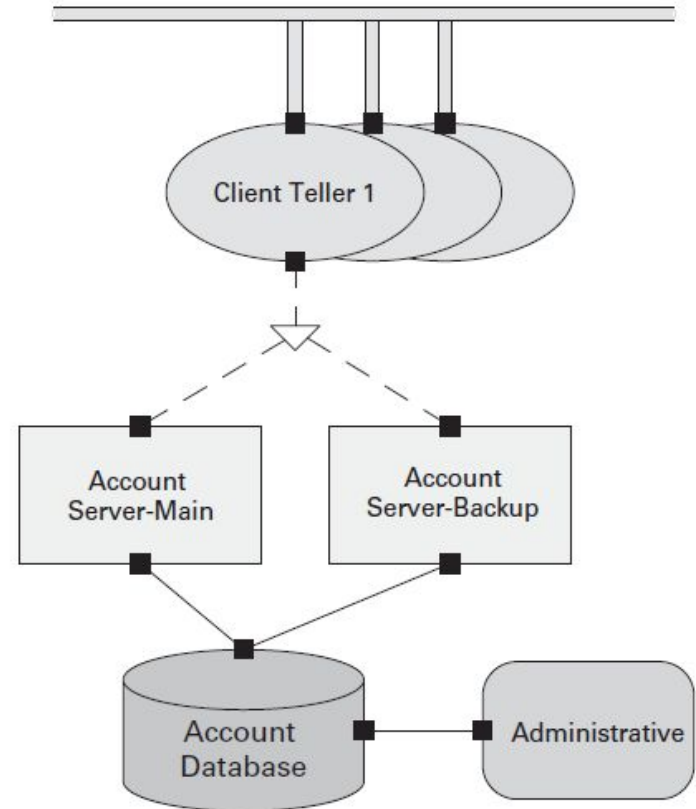 Client Teller 1
Account
Server-Main
Account
Server-Backup
Account
Database
Administrative